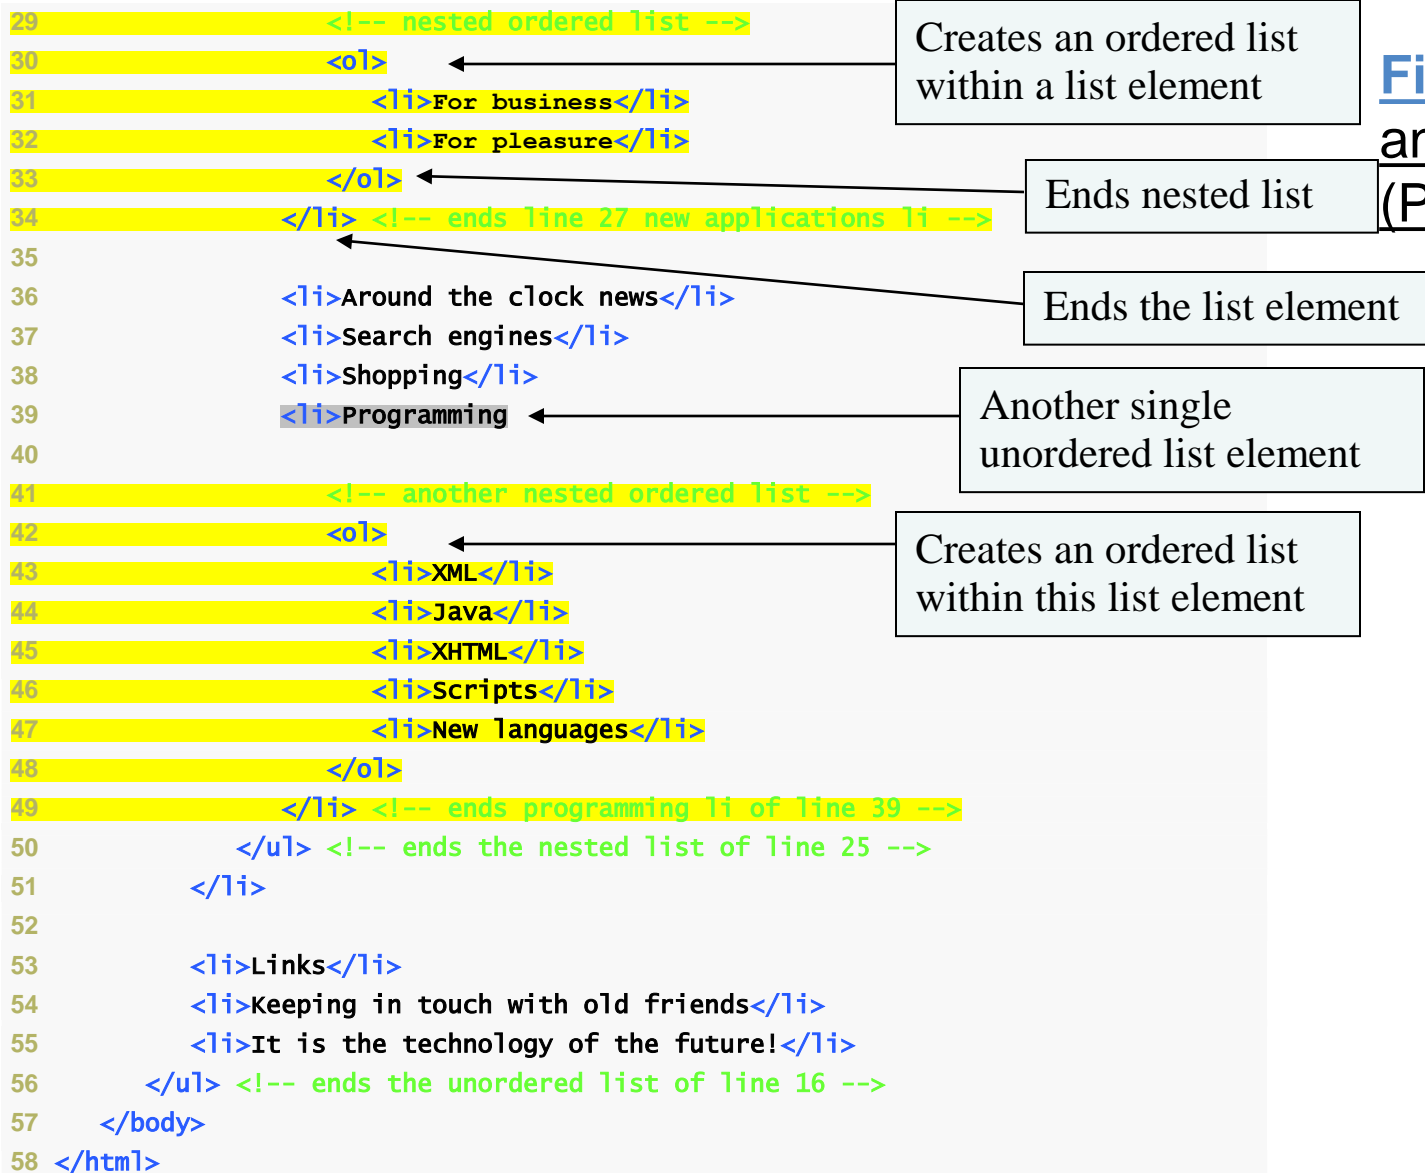 29 <!-- nested ordered list -->
30 <ol>
31 <li>For business</li>
32 <li>For pleasure</li>
33 </ol>
34 </li> <!-- ends line 27 new applications li -->
35
36 <li>Around the clock news</li>
37 <li>Search engines</li>
38 <li>Shopping</li>
39 <li>Programming
40
41 <!-- another nested ordered list -->
42 <ol>
43 <li>XML</li>
44 <li>Java</li>
45 <li>XHTML</li>
46 <li>Scripts</li>
47 <li>New languages</li>
48 </ol>
49 </li> <!-- ends programming li of line 39 -->
50 </ul> <!-- ends the nested list of line 25 -->
51 </li>
52
53 <li>Links</li>
54 <li>Keeping in touch with old friends</li>
55 <li>It is the technology of the future!</li>
56 </ul> <!-- ends the unordered list of line 16 -->
57 </body>
58 </html>
Creates an ordered list
within a list element
Ends nested list
Ends the list element
Another single
unordered list element
Creates an ordered list
within this list element